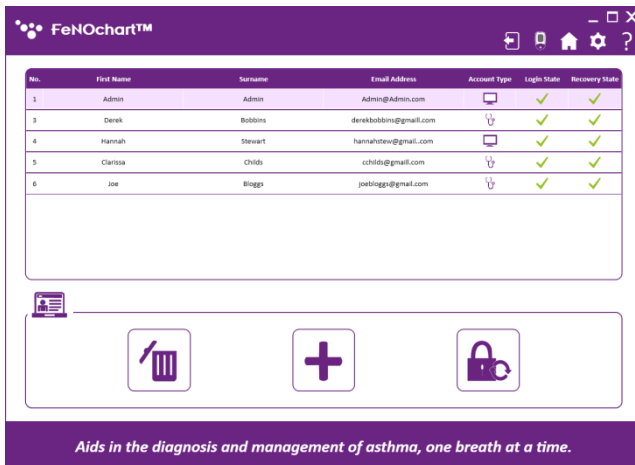 FeNOchart™
?
No. First Name Surname Email Address Account Type Login State Recovery State
1 Admin Admin Admin@Admin.com
3 Derek Bobbins derekbobbins@gmaill.com
4 Hannah Stewart hannahstew@gmail..com
5 Clarissa Childs cchilds@gmaill.com
6 Joe Bloggs joebloggs@gmail.com
Aids in the diagnosis and management of asthma, one breath at a time.